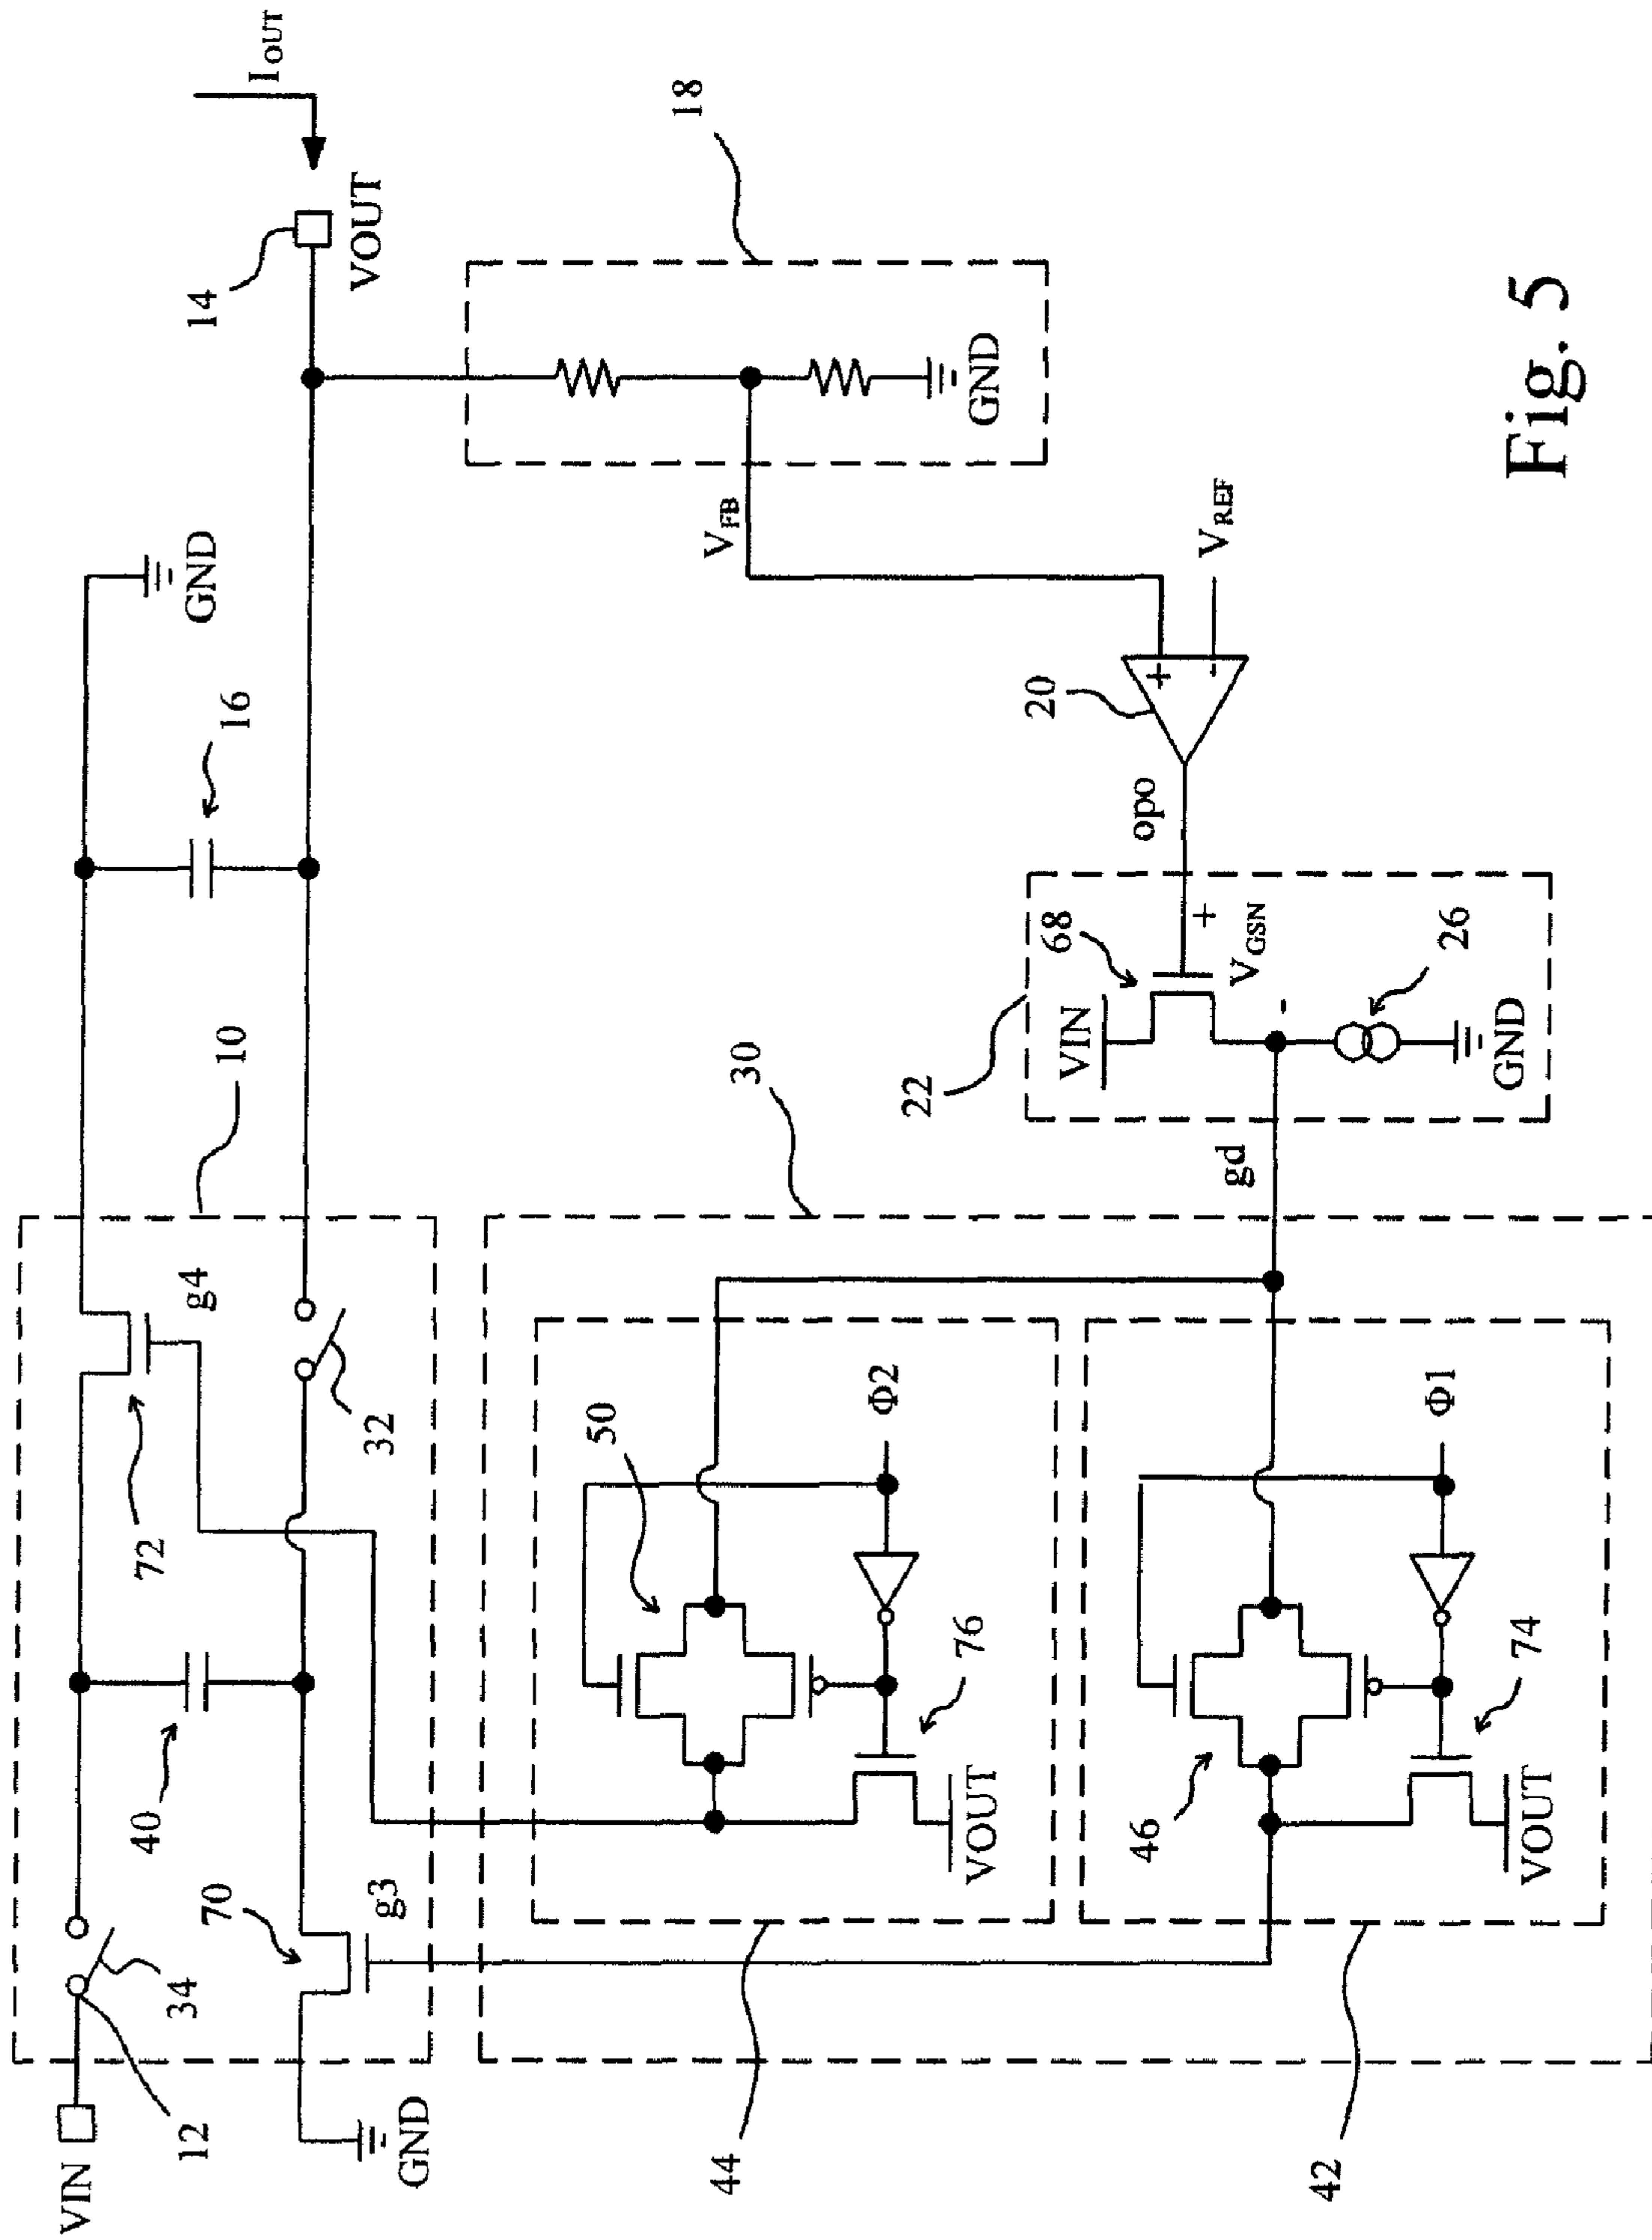 VIN
12
34
40
72
g4
10
16
GND
IOUT
14
VOUT
70
g3
GND
32
18
GND
VFB
VREF
20
opo
22
VIN
68
+
VGSN
-
26
GND
gd
30
50
Φ2
76
VOUT
44
46
Φ1
74
VOUT
42
+
-
Fig. 5